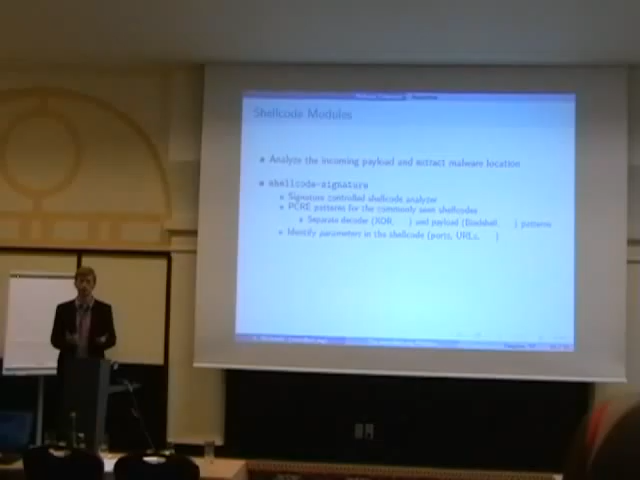 Shellcode Modules
Analyze the incoming payload and extract malware location
shellcode-signature
Signature controlled shellcode analyzer
PCRE patterns for the commonly seen shellcodes
Separate decoder (XOR, ) and payload (Bindshell, ) patterns
Identify parameters in the shellcode (ports, URLs, )